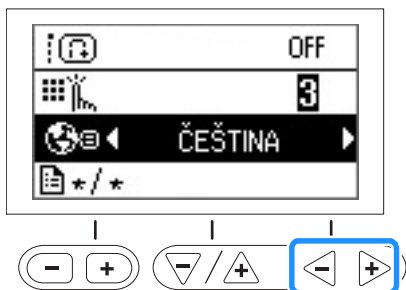 OFF
3
ČEŠTINA
*/*
- +
-/+
- +